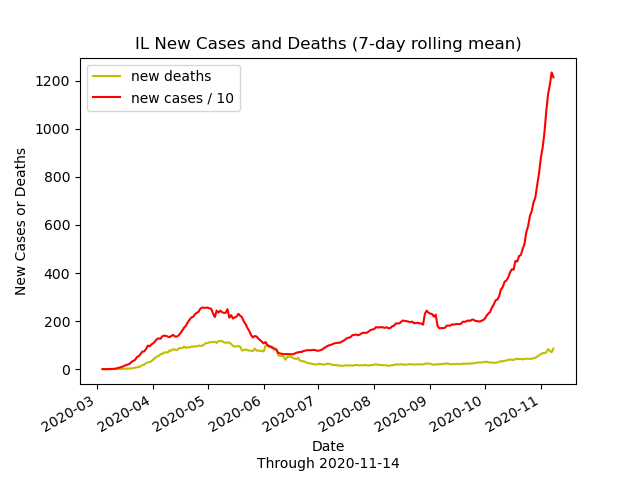 IL New Cases and Deaths (7-day rolling mean)
new deaths
new cases / 10
New Cases or Deaths
1200
1000
800
600
400
200
0
2020-03
2020-04
2020-05
2020-06
2020-07
2020-08
2020-09
2020-10
2020-11
Date
Through 2020-11-14